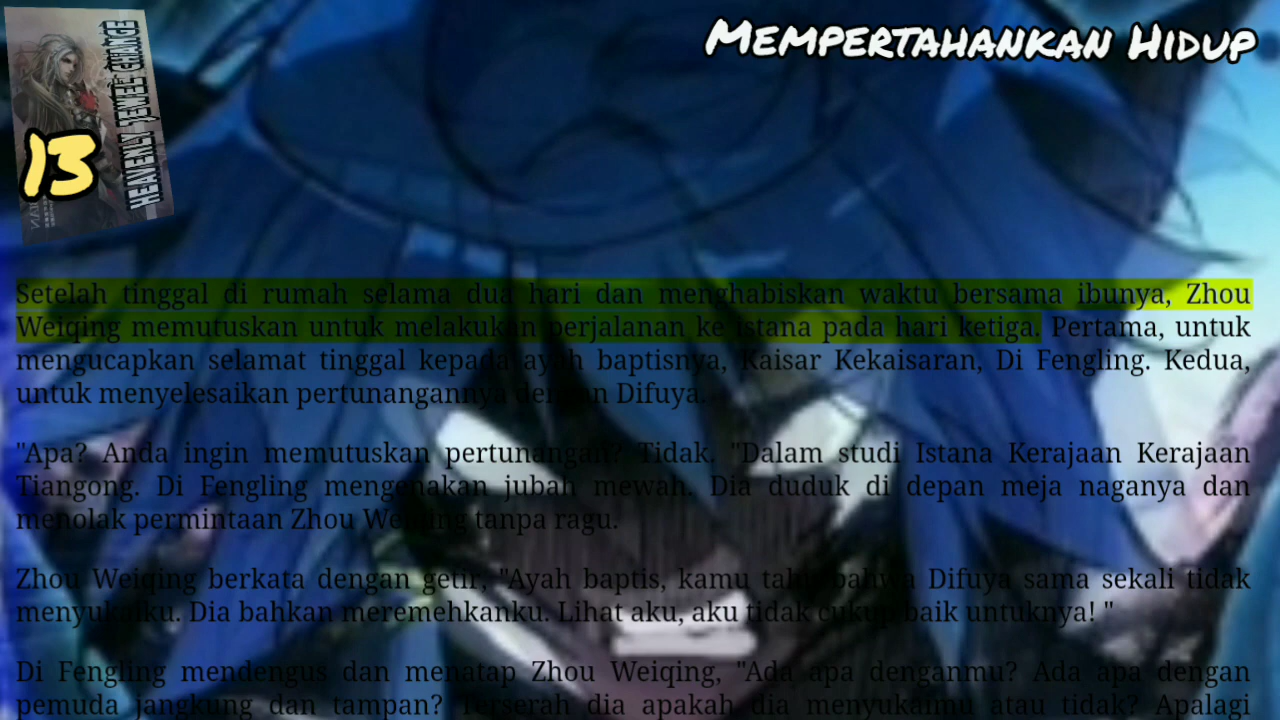 Mempertahankan Hidup
HEAVENLY JEWEL CHANGE
13
Setelah tinggal di rumah selama dua hari dan menghabiskan waktu bersama ibunya, Zhou
Weiqing memutuskan untuk melakukan perjalanan ke istana pada hari ketiga. Pertama, untuk
mengucapkan selamat tinggal kepada ayah baptisnya, Kaisar Kekaisaran, Di Fengling. Kedua,
untuk menyelesaikan pertunangannya dengan Difuya.
"Apa? Anda ingin memutuskan pertunangan? Tidak. "Dalam studi Istana Kerajaan Kerajaan
Tiangong. Di Fengling mengenakan jubah mewah. Dia duduk di depan meja naganya dan
menolak permintaan Zhou Weiqing tanpa ragu.
Zhou Weiqing berkata dengan getir, "Ayah baptis, kamu tahu bahwa Difuya sama sekali tidak
menyukaiku. Dia bahkan meremehkanku. Lihat aku, aku tidak cukup baik untuknya! "
Di Fengling mendengus dan menatap Zhou Weiqing, "Ada apa denganmu? Ada apa dengan
pemuda jangkung dan tampan? Terserah dia apakah dia menyukaimu atau tidak? Apalagi